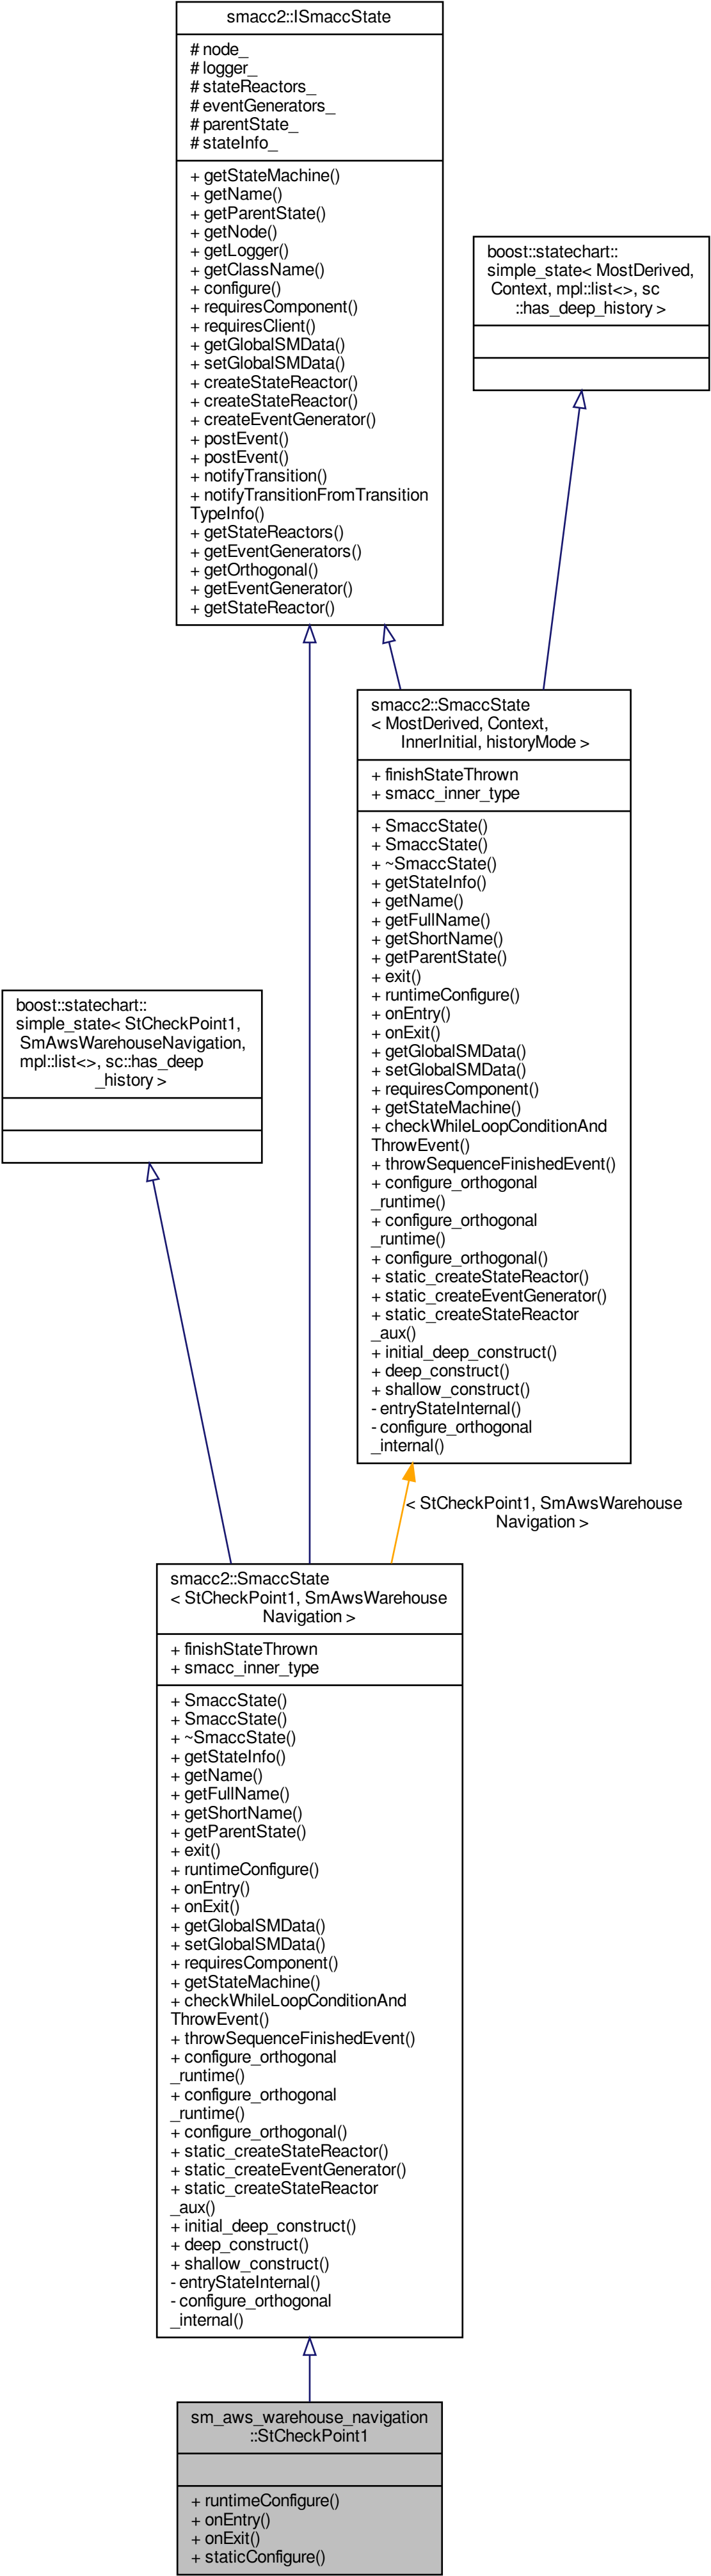 smacc2::ISmaccState
# node_
# logger_
# stateReactors_
# eventGenerators_
# parentState_
# stateInfo_
+ getStateMachine()
+ getName()
+ getParentState()
+ getNode()
+ getLogger()
+ getClassName()
+ configure()
+ requiresComponent()
+ requiresClient()
+ getGlobalSMData()
+ setGlobalSMData()
+ createStateReactor()
+ createStateReactor()
+ createEventGenerator()
+ postEvent()
+ postEvent()
+ notifyTransition()
+ notifyTransitionFromTransition
TypeInfo()
+ getStateReactors()
+ getEventGenerators()
+ getOrthogonal()
+ getEventGenerator()
+ getStateReactor()
boost::statechart::
simple_state< MostDerived,
Context, mpl::list<>, sc
::has_deep_history >
smacc2::SmaccState
< MostDerived, Context,
InnerInitial, historyMode >
+ finishStateThrown
+ smacc_inner_type
+ SmaccState()
+ SmaccState()
+ ~SmaccState()
+ getStateInfo()
+ getName()
+ getFullName()
+ getShortName()
+ getParentState()
+ exit()
+ runtimeConfigure()
+ onEntry()
+ onExit()
+ getGlobalSMData()
+ setGlobalSMData()
+ requiresComponent()
+ getStateMachine()
+ checkWhileLoopConditionAnd
ThrowEvent()
+ throwSequenceFinishedEvent()
+ configure_orthogonal
_runtime()
+ configure_orthogonal
_runtime()
+ configure_orthogonal()
+ static_createStateReactor()
+ static_createEventGenerator()
+ static_createStateReactor
_aux()
+ initial_deep_construct()
+ deep_construct()
+ shallow_construct()
- entryStateInternal()
- configure_orthogonal
_internal()
boost::statechart::
simple_state< StCheckPoint1,
SmAwsWarehouseNavigation,
mpl::list<>, sc::has_deep
_history >
< StCheckPoint1, SmAwsWarehouse
Navigation >
smacc2::SmaccState
< StCheckPoint1, SmAwsWarehouse
Navigation >
+ finishStateThrown
+ smacc_inner_type
+ SmaccState()
+ SmaccState()
+ ~SmaccState()
+ getStateInfo()
+ getName()
+ getFullName()
+ getShortName()
+ getParentState()
+ exit()
+ runtimeConfigure()
+ onEntry()
+ onExit()
+ getGlobalSMData()
+ setGlobalSMData()
+ requiresComponent()
+ getStateMachine()
+ checkWhileLoopConditionAnd
ThrowEvent()
+ throwSequenceFinishedEvent()
+ configure_orthogonal
_runtime()
+ configure_orthogonal
_runtime()
+ configure_orthogonal()
+ static_createStateReactor()
+ static_createEventGenerator()
+ static_createStateReactor
_aux()
+ initial_deep_construct()
+ deep_construct()
+ shallow_construct()
- entryStateInternal()
- configure_orthogonal
_internal()
sm_aws_warehouse_navigation
::StCheckPoint1
+ runtimeConfigure()
+ onEntry()
+ onExit()
+ staticConfigure()